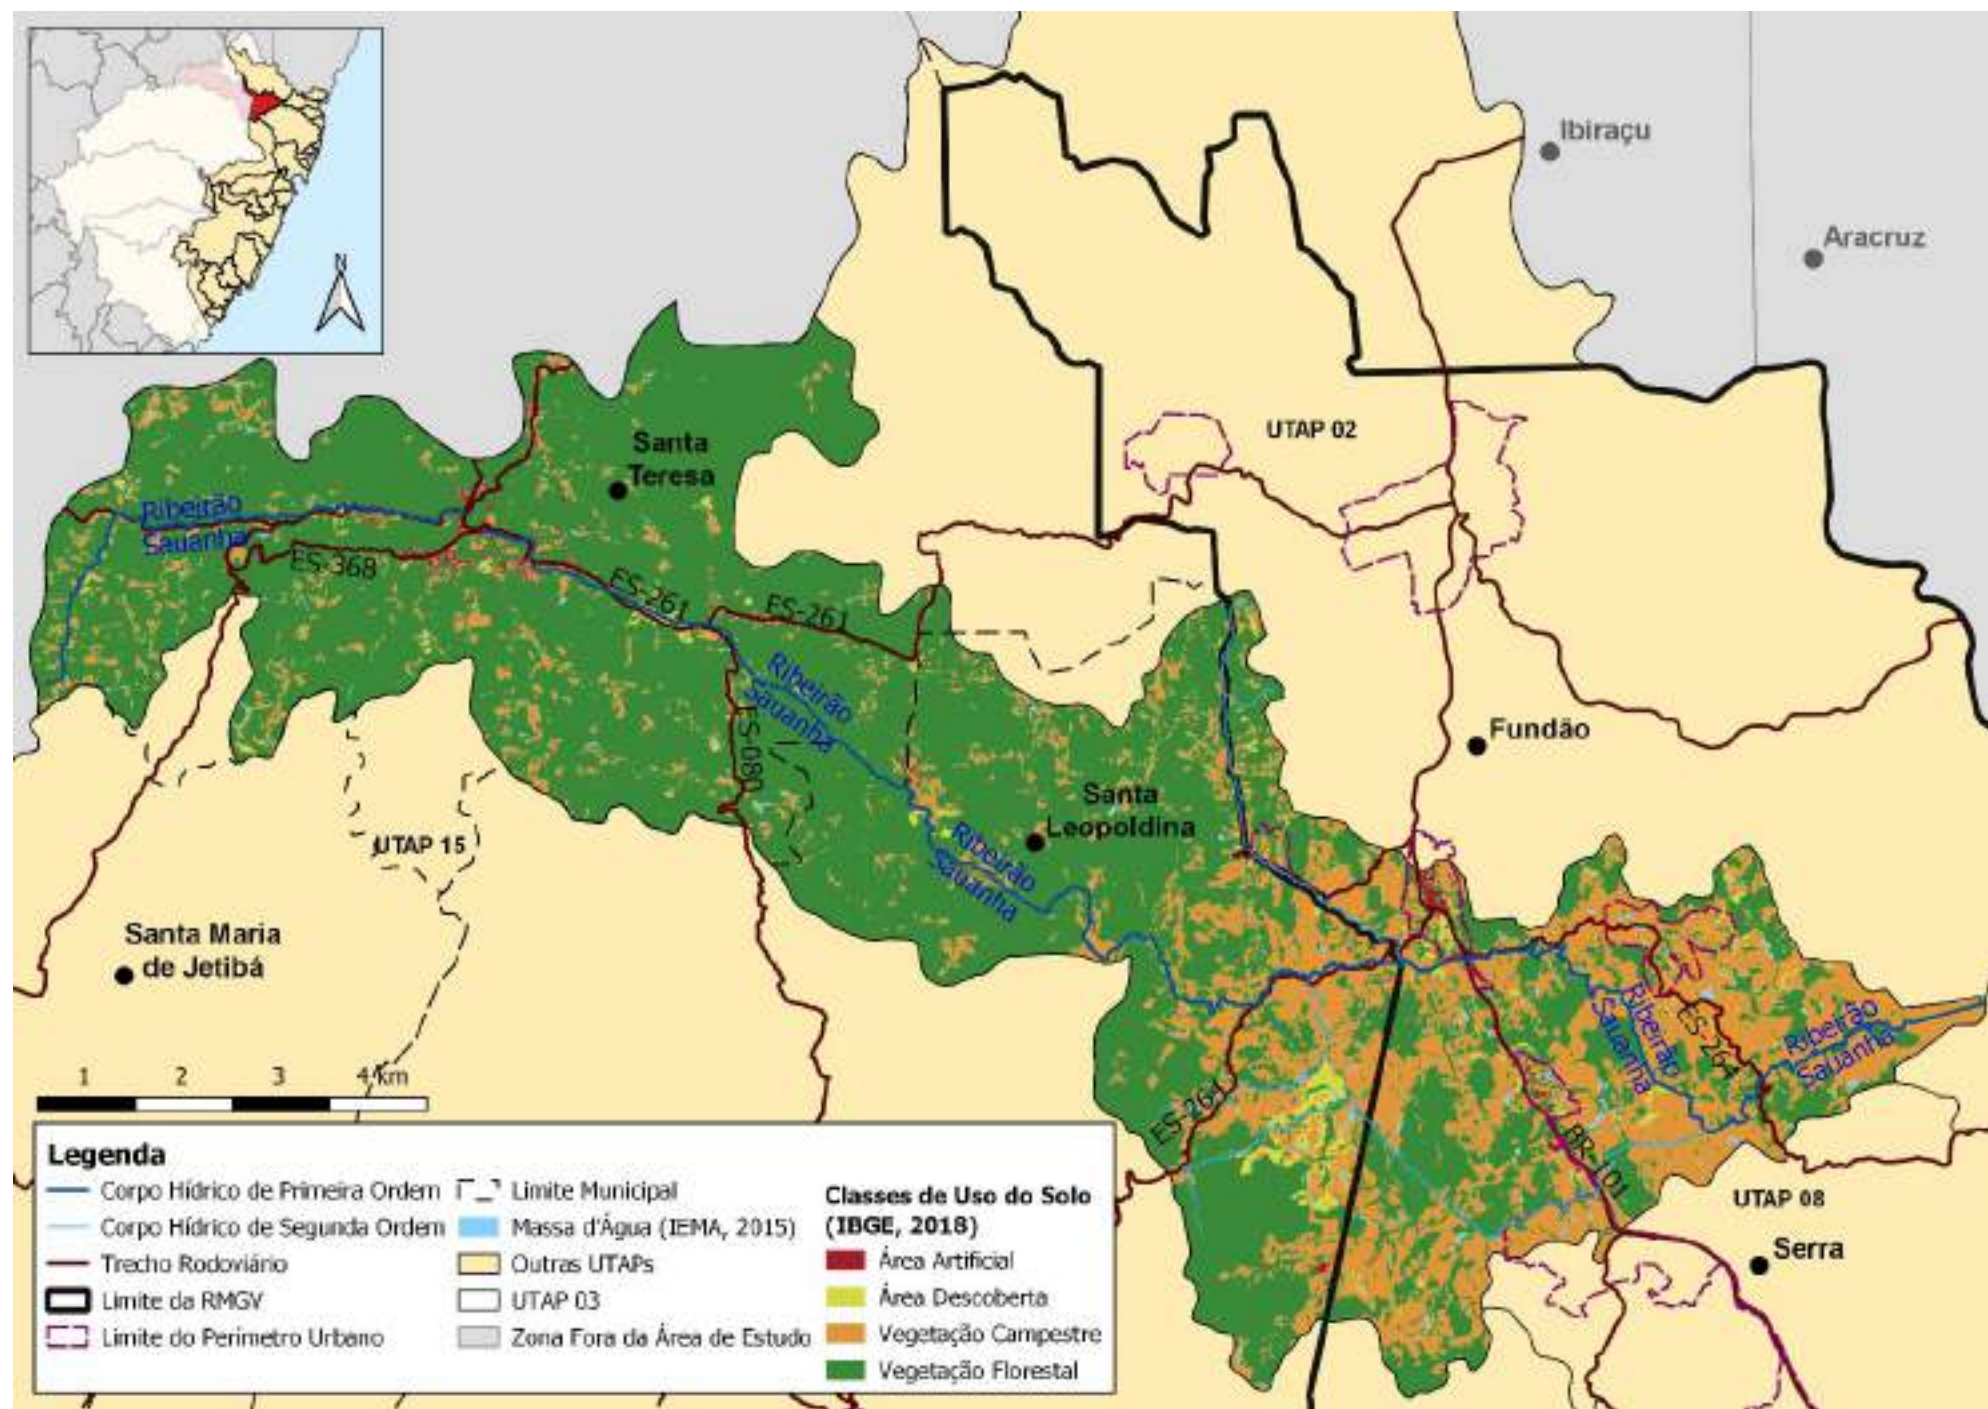 N
Ibiraçu
Aracruz
UTAP 02
Santa
Teresa
Ribeirão
Sauanha
ES-368
ES-261
ES-261
Ribeirão
Sauanha
ES-080
Fundão
Santa
Leopoldina
UTAP 15
Ribeirão
Sauanha
Santa Maria
de Jetibá
Ribeirão
Sauanha
ES-264
Ribeirão
Sauanha
ES-264
BR-101
UTAP 08
Serra
1 2 3 4 km
Legenda
Corpo Hídrico de Primeira Ordem
Corpo Hídrico de Segunda Ordem
Trecho Rodoviário
Limite da RMGV
Limite do Perímetro Urbano
Limite Municipal
Massa d'Água (IEMA, 2015)
Outras UTAPs
UTAP 03
Zona Fora da Área de Estudo
Classes de Uso do Solo
(IBGE, 2018)
Área Artificial
Área Descoberta
Vegetação Campestre
Vegetação Florestal